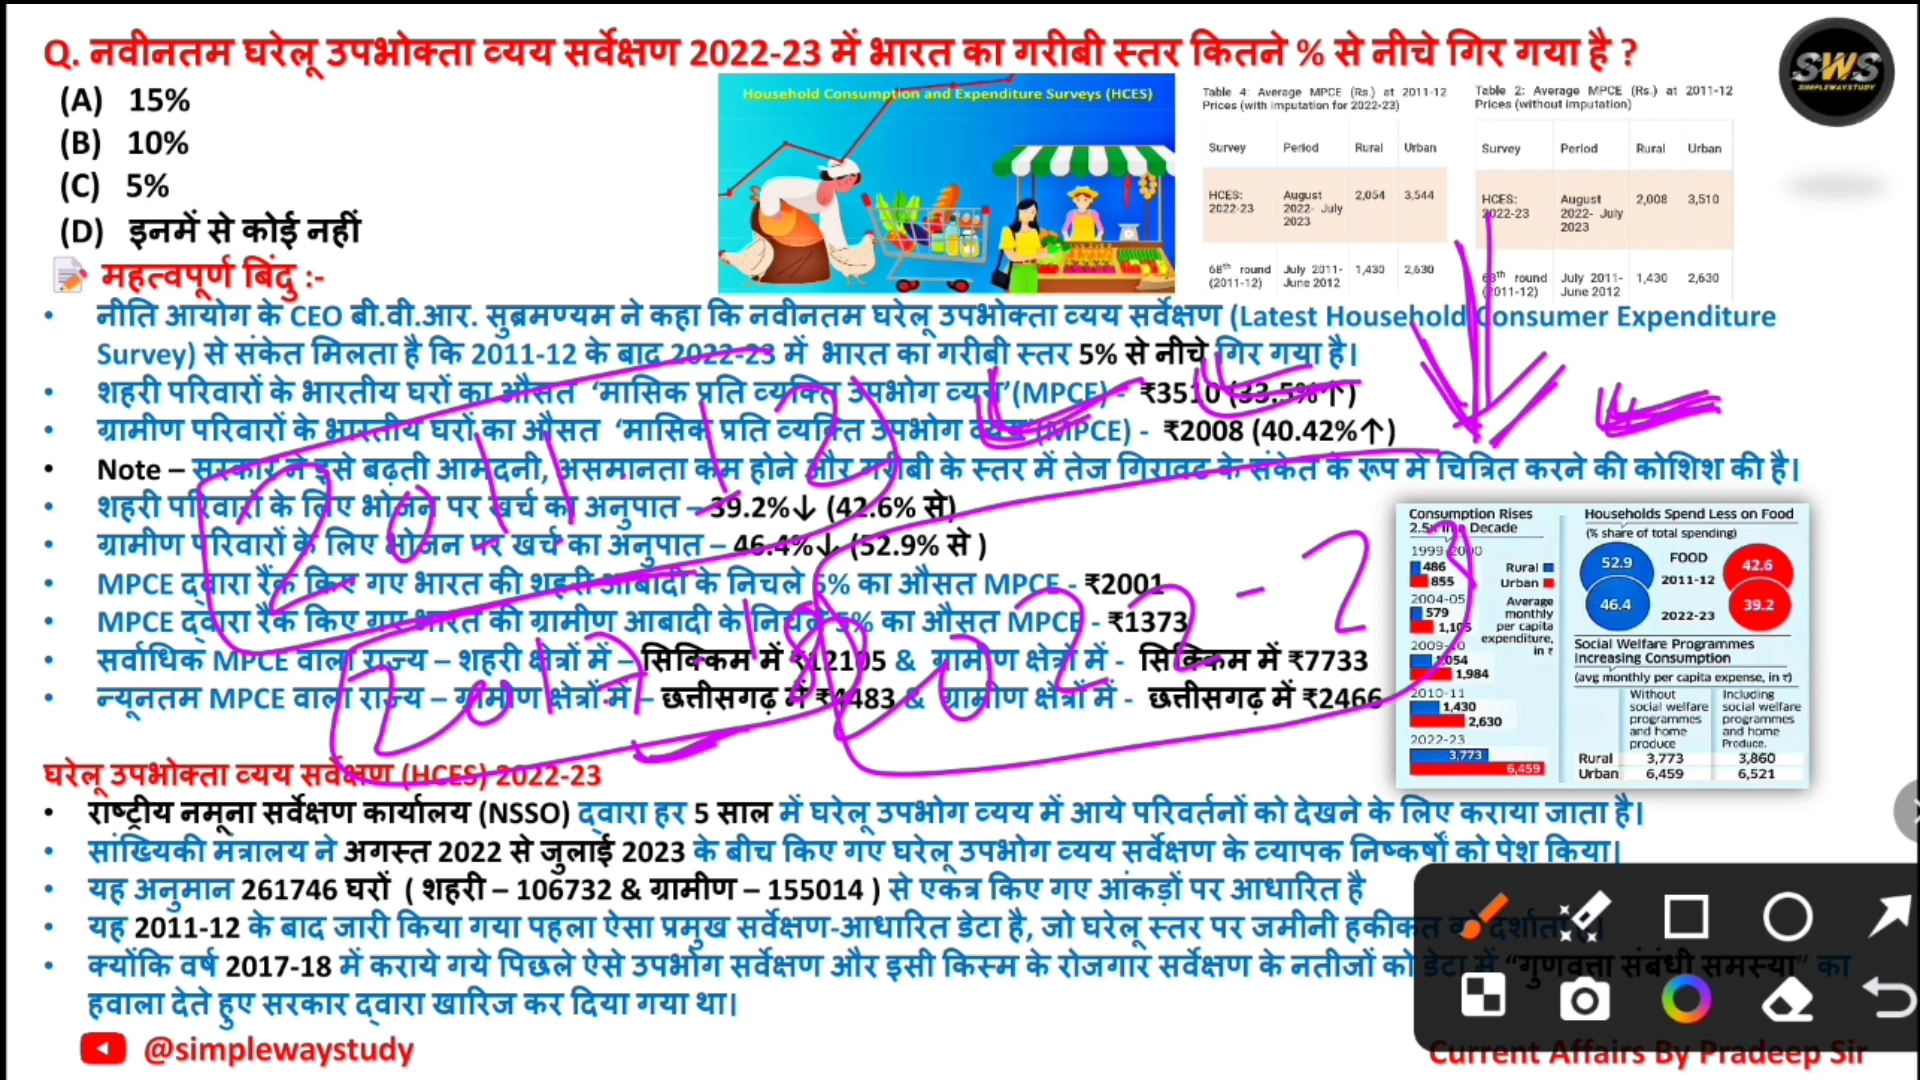 Q. नवीनतम घरेलू उपभोक्ता व्यय सर्वेक्षण 2022-23 में भारत का गरीबी स्तर कितने % से नीचे गिर गया है ?
(A) 15%
(B) 10%
(C) 5%
(D) इनमें से कोई नहीं
Household Consumption and Expenditure Surveys (HCES)
Table 4: Average MPCE (Rs.) at 2011-12
Prices (with imputation for 2022-23)
Survey Period Rural Urban
HCES: 2022-23 August 2022- July 2023 2,054 3,544
68th round (2011-12) July 2011- June 2012 1,430 2,630
Table 2: Average MPCE (Rs.) at 2011-12
Prices (without imputation)
Survey Period Rural Urban
HCES: 2022-23 August 2022- July 2023 2,008 3,510
68th round (2011-12) July 2011- June 2012 1,430 2,630
SWS
SIMPLEWAYSTUDY
महत्वपूर्ण बिंदु :-
• नीति आयोग के CEO बी.वी.आर. सुब्रमण्यम ने कहा कि नवीनतम घरेलू उपभोक्ता व्यय सर्वेक्षण (Latest Household Consumer Expenditure
Survey) से संकेत मिलता है कि 2011-12 के बाद 2022-23 में भारत का गरीबी स्तर 5% से नीचे गिर गया है।
• शहरी परिवारों के भारतीय घरों का औसत ‘मासिक प्रति व्यक्ति उपभोग व्यय’(MPCE) - ₹3510 (33.5%↑)
• ग्रामीण परिवारों के भारतीय घरों का औसत ‘मासिक प्रति व्यक्ति उपभोग व्यय’(MPCE) - ₹2008 (40.42%↑)
• Note – सरकार ने इसे बढ़ती आमदनी, असमानता कम होने और गरीबी के स्तर में तेज गिरावट के संकेत के रूप में चित्रित करने की कोशिश की है।
• शहरी परिवारों के लिए भोजन पर खर्च का अनुपात – 39.2%↓ (42.6% से)
• ग्रामीण परिवारों के लिए भोजन पर खर्च का अनुपात – 46.4%↓ (52.9% से )
• MPCE द्वारा रैंक किए गए भारत की शहरी आबादी के निचले 5% का औसत MPCE - ₹2001
• MPCE द्वारा रैंक किए गए भारत की ग्रामीण आबादी के निचले 5% का औसत MPCE - ₹1373
• सर्वाधिक MPCE वाला राज्य – शहरी क्षेत्रों में – सिक्किम में ₹12105 & ग्रामीण क्षेत्रों में - सिक्किम में ₹7733
• न्यूनतम MPCE वाला राज्य – ग्रामीण क्षेत्रों में – छत्तीसगढ़ में ₹4483 & ग्रामीण क्षेत्रों में - छत्तीसगढ़ में ₹2466
2011-12
2017-18
2022-23
Consumption Rises
2.5x in a Decade
1999-2000
486
855
2004-05
579
1,105
2009-10
1,054
1,984
2010-11
1,430
2,630
2022-23
3,773
6,459
Rural
Urban
Average
monthly
per capita
expenditure,
in ₹
Households Spend Less on Food
(% share of total spending)
FOOD
52.9 2011-12 42.6
46.4 2022-23 39.2
Social Welfare Programmes
Increasing Consumption
(avg monthly per capita expense, in ₹)
Without social welfare programmes and home produce
Including social welfare programmes and home Produce.
Rural 3,773 3,860
Urban 6,459 6,521
घरेलू उपभोक्ता व्यय सर्वेक्षण (HCES) 2022-23
• राष्ट्रीय नमूना सर्वेक्षण कार्यालय (NSSO) द्वारा हर 5 साल में घरेलू उपभोग व्यय में आये परिवर्तनों को देखने के लिए कराया जाता है।
• सांख्यिकी मंत्रालय ने अगस्त 2022 से जुलाई 2023 के बीच किए गए घरेलू उपभोग व्यय सर्वेक्षण के व्यापक निष्कर्षों को पेश किया।
• यह अनुमान 261746 घरों ( शहरी – 106732 & ग्रामीण – 155014 ) से एकत्र किए गए आंकड़ों पर आधारित है
• यह 2011-12 के बाद जारी किया गया पहला ऐसा प्रमुख सर्वेक्षण-आधारित डेटा है, जो घरेलू स्तर पर जमीनी हकीकत को दर्शाता है।
• क्योंकि वर्ष 2017-18 में कराये गये पिछले ऐसे उपभोग सर्वेक्षण और इसी किस्म के रोजगार सर्वेक्षण के नतीजों को डेटा में “गुणवत्ता संबंधी समस्या” का
हवाला देते हुए सरकार द्वारा खारिज कर दिया गया था।
@simplewaystudy
Current Affairs By Pradeep Sir